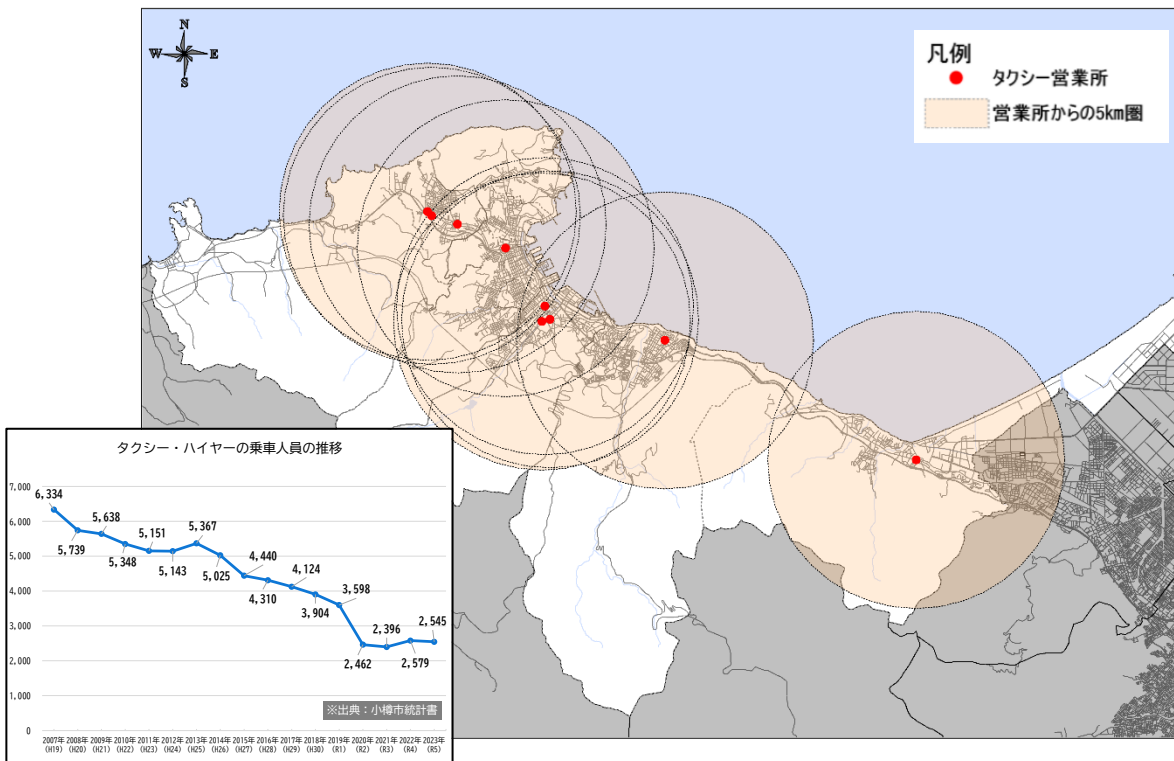 N
W
E
S
凡例
タクシー営業所
営業所からの5km圏
タクシー・ハイヤーの乗車人員の推移
7,000
6,000
5,000
4,000
3,000
2,000
1,000
0
6,334
5,739
5,638
5,348
5,151
5,143
5,367
5,025
4,440
4,310
4,124
3,904
3,598
2,462
2,396
2,579
2,545
※出典：小樽市統計書
2007年 2008年 2009年 2010年 2011年 2012年 2013年 2014年 2015年 2016年 2017年 2018年 2019年 2020年 2021年 2022年 2023年
(H19) (H20) (H21) (H22) (H23) (H24) (H25) (H26) (H27) (H28) (H29) (H30) (R1) (R2) (R3) (R4) (R5)